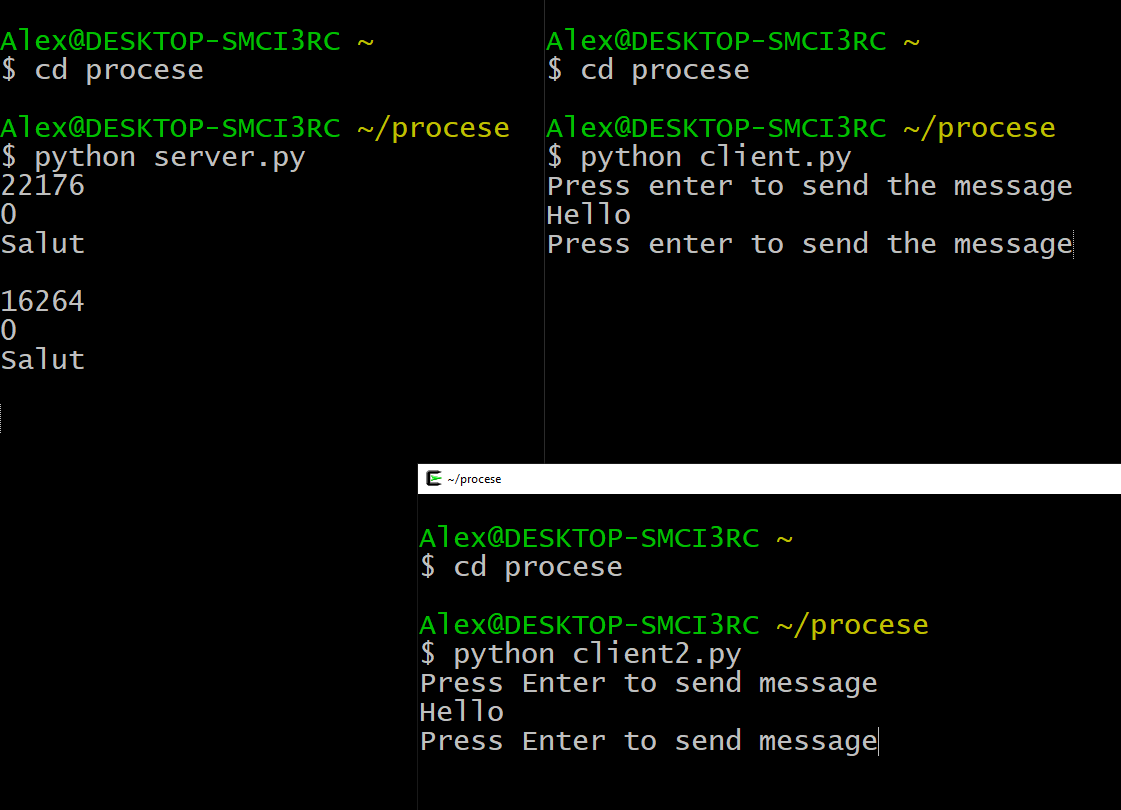 Alex@DESKTOP-SMCI3RC ~
$ cd procese
Alex@DESKTOP-SMCI3RC ~/procese
$ python server.py
22176
0
Salut
16264
0
Salut
Alex@DESKTOP-SMCI3RC ~
$ cd procese
Alex@DESKTOP-SMCI3RC ~/procese
$ python client.py
Press enter to send the message
Hello
Press enter to send the message
~/procese
Alex@DESKTOP-SMCI3RC ~
$ cd procese
Alex@DESKTOP-SMCI3RC ~/procese
$ python client2.py
Press Enter to send message
Hello
Press Enter to send message